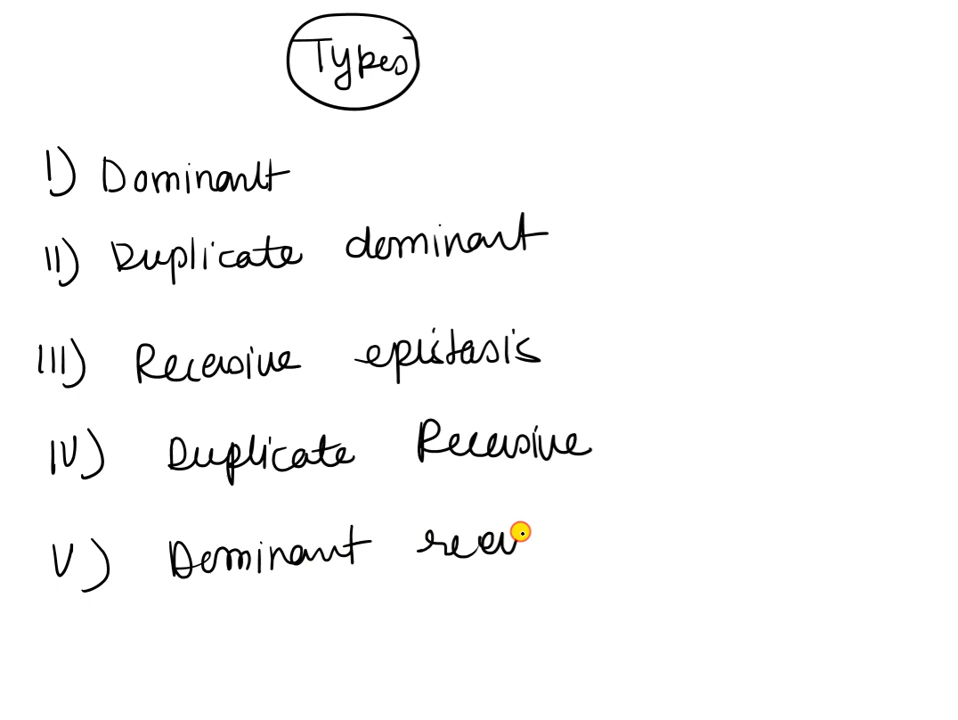 Types
I) Dominant
II) Duplicate dominant
III) Recessive epistasis
IV) Duplicate Recessive
V) Dominant